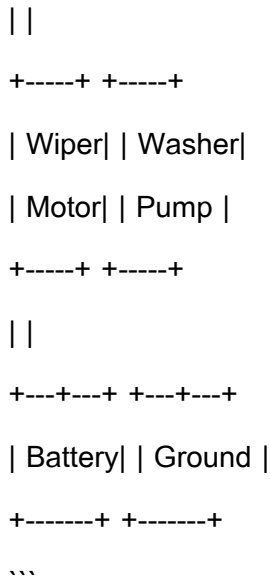 | |
+-----+ +-----+
| Wiper| | Washer|
| Motor| | Pump |
+-----+ +-----+
| |
+---+---+ +---+---+
| Battery| | Ground |
+-------+ +-------+
```